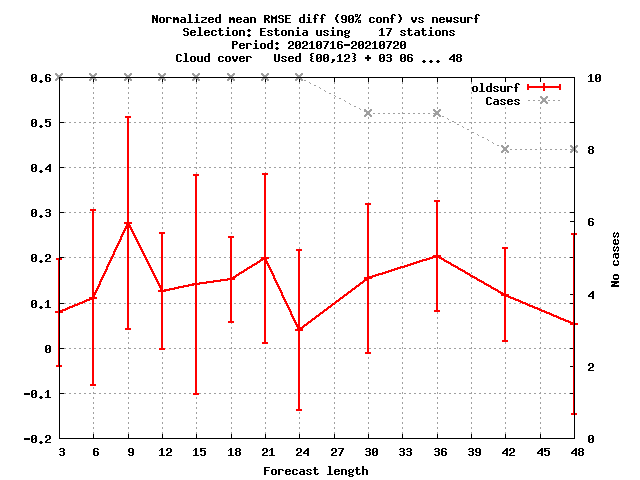 Normalized mean RMSE diff (90% conf) vs newsurf
Selection: Estonia using    17 stations
Period: 20210716-20210720
Cloud cover   Used {00,12} + 03 06 ... 48
oldsurf
Cases
0.6
0.5
0.4
0.3
0.2
0.1
0
-0.1
-0.2
10
8
6
4
2
0
No cases
3 6 9 12 15 18 21 24 27 30 33 36 39 42 45 48
Forecast length